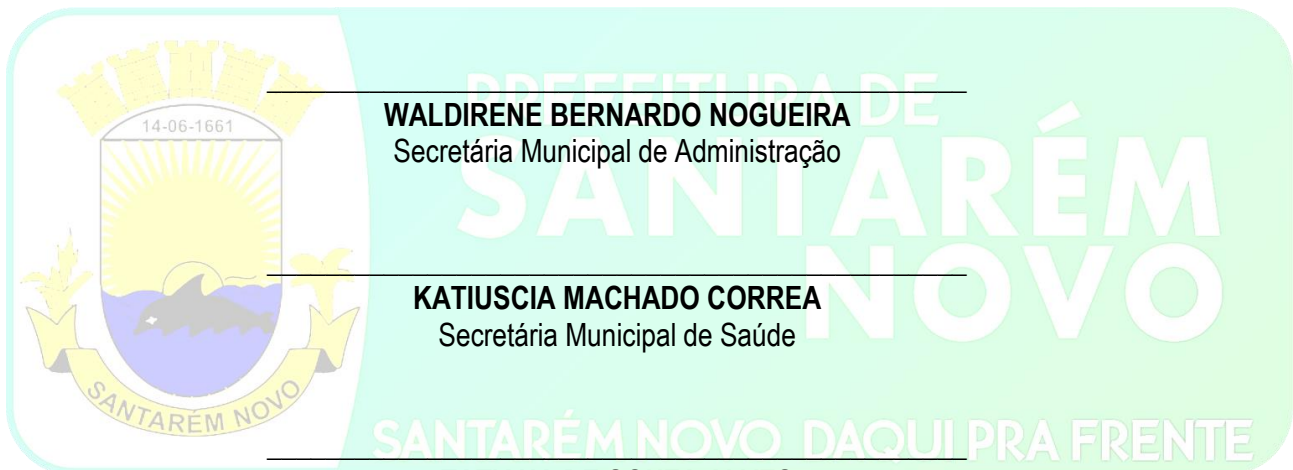 PREFEITURA DE
SANTARÉM
NOVO
14-06-1661
WALDIRENE BERNARDO NOGUEIRA
Secretária Municipal de Administração
KATIUSCIA MACHADO CORREA
Secretária Municipal de Saúde
SANTARÉM NOVO
SANTARÉM NOVO DAQUI PRA FRENTE